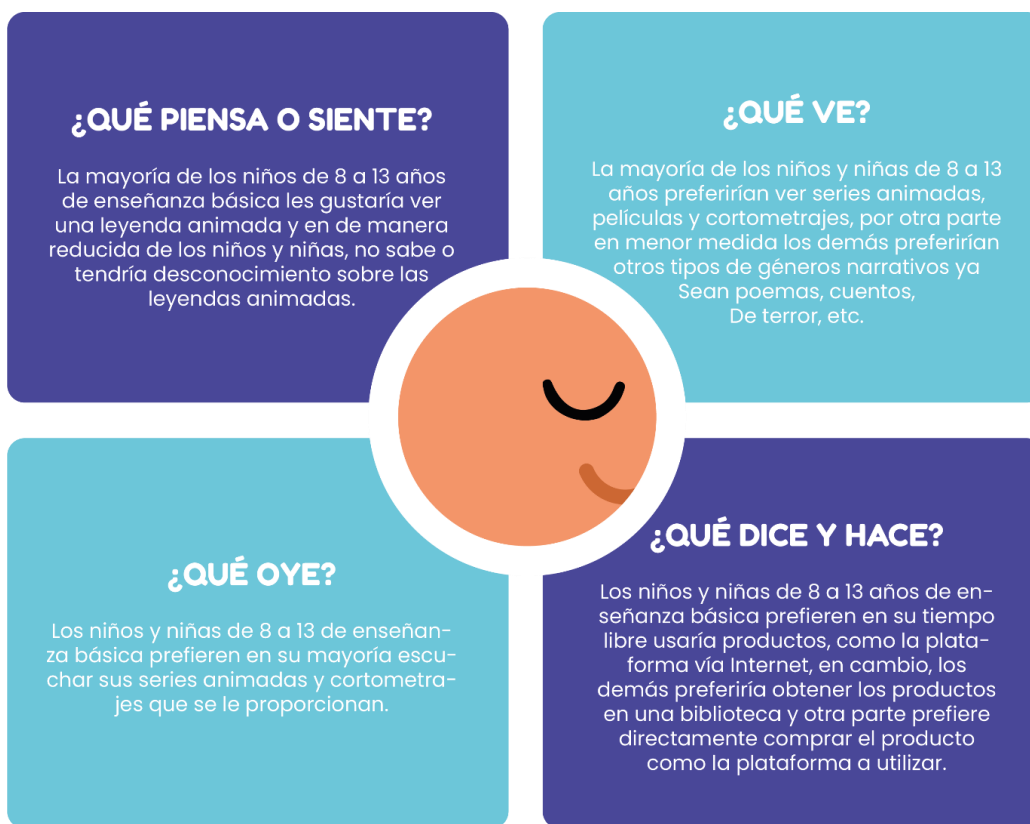 ¿QUÉ PIENSA O SIENTE?
La mayoría de los niños de 8 a 13 años
de enseñanza básica les gustaría ver
una leyenda animada y en de manera
reducida de los niños y niñas, no sabe o
tendría desconocimiento sobre las
leyendas animadas.
¿QUÉ VE?
La mayoría de los niños y niñas de 8 a 13
años preferirían ver series animadas,
películas y cortometrajes, por otra parte
en menor medida los demás preferirían
otros tipos de géneros narrativos ya
Sean poemas, cuentos,
De terror, etc.
¿QUÉ OYE?
Los niños y niñas de 8 a 13 de enseñan-
za básica prefieren en su mayoría escu-
char sus series animadas y cortometra-
jes que se le proporcionan.
¿QUÉ DICE Y HACE?
Los niños y niñas de 8 a 13 años de en-
señanza básica prefieren en su tiempo
libre usaría productos, como la plata-
forma vía Internet, en cambio, los
demás preferiría obtener los productos
en una biblioteca y otra parte prefiere
directamente comprar el producto
como la plataforma a utilizar.